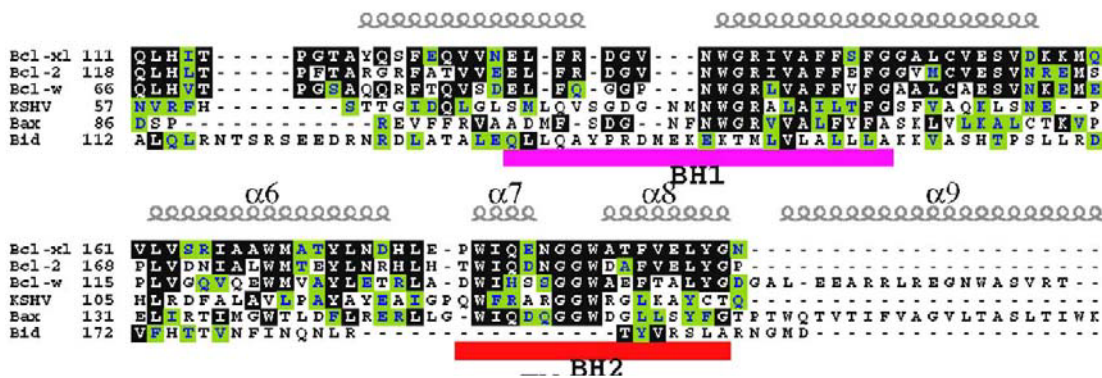 Bcl-xl 111 QLHIT-----PGTAYQSFEQVVNEL-FR-DGV---NWGRIVAFFSFGGALCVESVDKKMQ
Bcl-2 118 QLHLT-----PFTARGRFATVVEEL-FR-DGV---NWGRIVAFFEFGGVMCVESVNREMS
Bcl-w 66 QLHVT-----PGSAQQRFTQVSDEL-FQ-GGP---NWGRLVAFFVFGAALCAESVNKEME
KSHV 57 NVRFH--------STTGIDQLGLSMLQVSGDG-NMNWGRALAILTFGSFVAQKLSNE--P
Bax 86 DSP------------REVFFRVAADMF-SDG--NFNWGRVVALFYFASKLVLKALCTKVP
Bid 112 ALQLRNTSRSEEDRNRDLATALEQLLQAYPRDMEKEKTMLVLALLLAKKVASHTPSLLRD
BH1
α6 α7 α8 α9
Bcl-xl 161 VLVSRIAAWMATYLNDHLE-PWIQENGGWATFVELYGN----------------------
Bcl-2 168 PLVDNIALWMTEYLNRHLH-TWIQDNGGWDAFVELYGP----------------------
Bcl-w 115 PLVGQVQEWMVAYLETRLA-DWIHSSGGWAEFTALYGDGAL-EEARRLREGNWASVRT--
KSHV 105 HLRDFALAVLPAYAYEAIGPQWFRARGGWRGLKAYCTQ----------------------
Bax 131 ELIRTIMGWTLDFLRERLLG-WIQDQGGWDGLLSYFGTPTWQTVTIFVAGVLTASLTIWK
Bid 172 VFHTTVNFINQNLR----------------TYVRSLARNGMD------------------
BH2